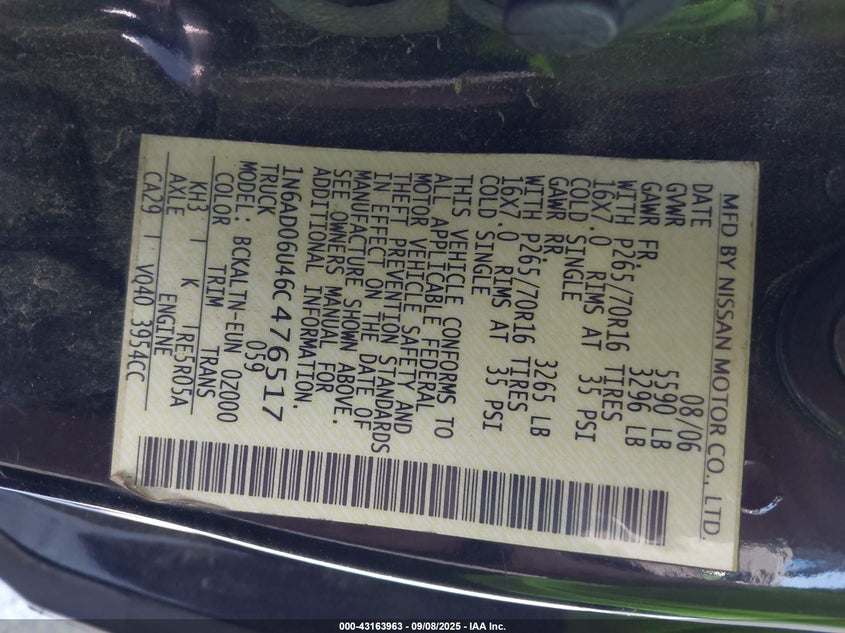 MFD BY NISSAN MOTOR CO., LTD.
DATE 08/06
GVWR 5590 LB
GAWR FR 3296 LB
WITH P265/70R16 TIRES
16X7.0 RIMS AT 35 PSI
COLD SINGLE
GAWR RR 3265 LB
WITH P265/70R16 TIRES
16X7.0 RIMS AT 35 PSI
COLD SINGLE
THIS VEHICLE CONFORMS TO
ALL APPLICABLE FEDERAL
MOTOR VEHICLE SAFETY AND
THEFT PREVENTION STANDARDS
IN EFFECT ON THE DATE OF
MANUFACTURE SHOWN ABOVE.
SEE OWNERS MANUAL FOR
ADDITIONAL INFORMATION.
1N6AD06U46C476517
TRUCK 059
MODEL: BCKALTN-EUN 0Z000
COLOR TRIM TRANS
KH3 K RE5R05A
AXLE ENGINE
CA29 VQ40 3954CC
000-43163963 - 09/08/2025 - IAA Inc.